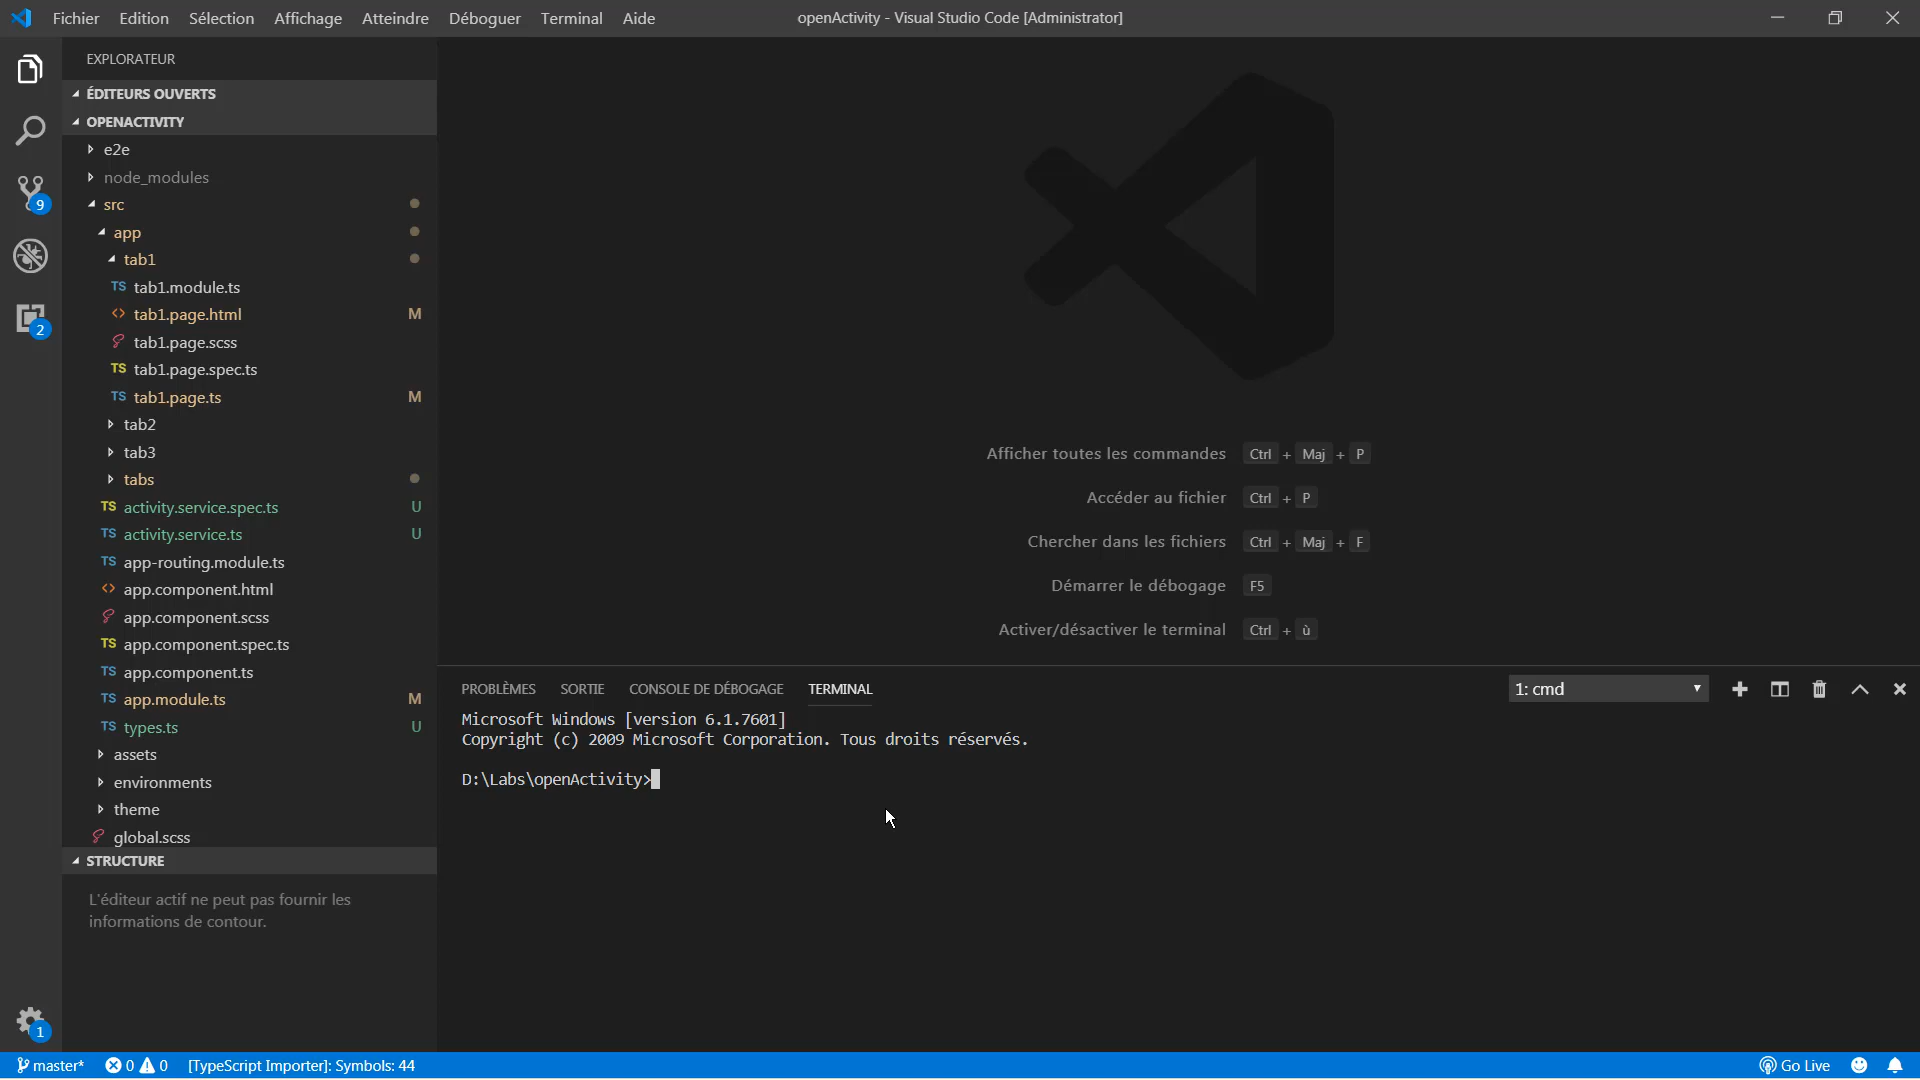 Fichier Edition Sélection Affichage Atteindre Déboguer Terminal Aide
openActivity - Visual Studio Code [Administrator]
EXPLORATEUR
ÉDITEURS OUVERTS
OPENACTIVITY
e2e
node_modules
src
app
tab1
TS tab1.module.ts
<> tab1.page.html M
tab1.page.scss
TS tab1.page.spec.ts
TS tab1.page.ts M
tab2
tab3
tabs
TS activity.service.spec.ts U
TS activity.service.ts U
TS app-routing.module.ts
<> app.component.html
app.component.scss
TS app.component.spec.ts
TS app.component.ts
TS app.module.ts M
TS types.ts U
assets
environments
theme
global.scss
STRUCTURE
L'éditeur actif ne peut pas fournir les
informations de contour.
9
2
1
Afficher toutes les commandes Ctrl + Maj + P
Accéder au fichier Ctrl + P
Chercher dans les fichiers Ctrl + Maj + F
Démarrer le débogage F5
Activer/désactiver le terminal Ctrl + ù
PROBLÈMES SORTIE CONSOLE DE DÉBOGAGE TERMINAL
1: cmd
Microsoft Windows [version 6.1.7601]
Copyright (c) 2009 Microsoft Corporation. Tous droits réservés.
D:\Labs\openActivity>
master* 0 0 [TypeScript Importer]: Symbols: 44
Go Live